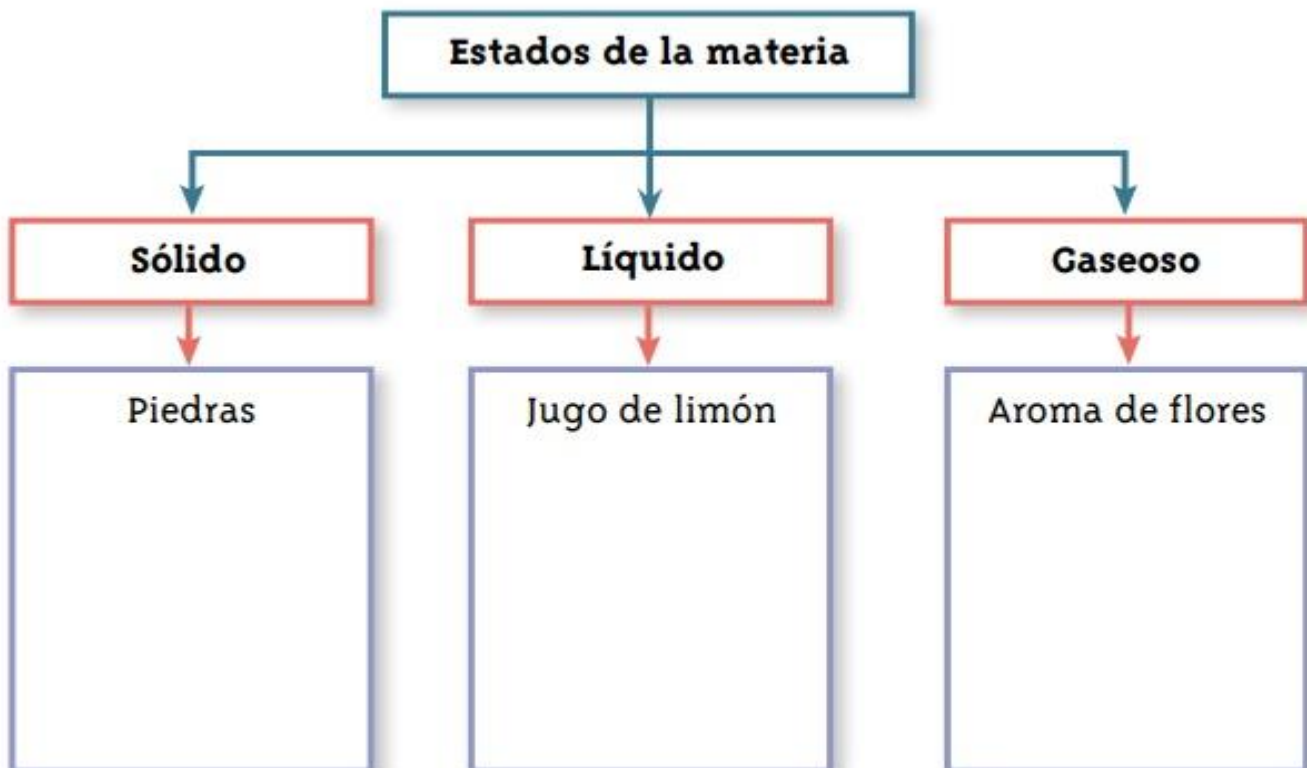 Estados de la materia
Sólido
Líquido
Gaseoso
Piedras
Jugo de limón
Aroma de flores